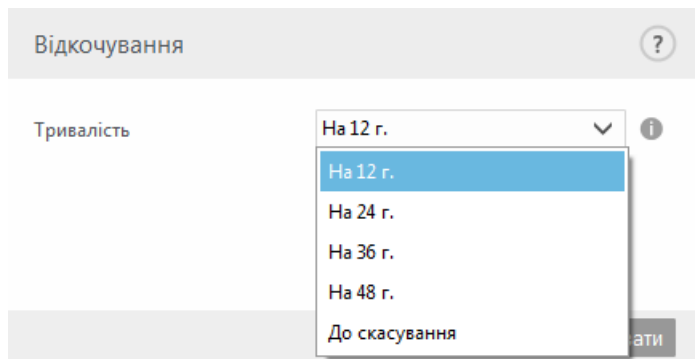 Відкочування
?
Тривалість
На 12 г.
На 12 г.
На 24 г.
На 36 г.
На 48 г.
До скасування